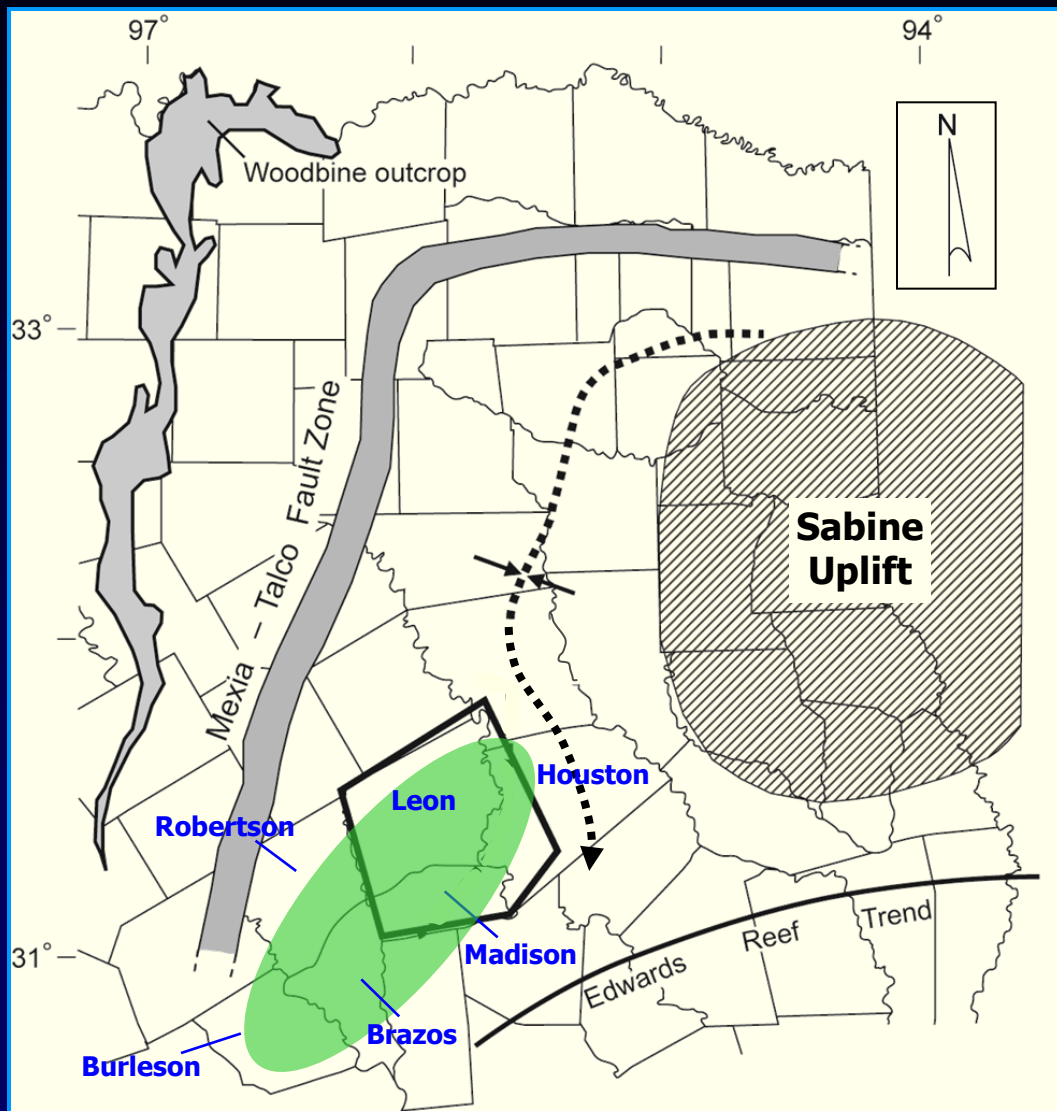 97°
94°
N
Woodbine outcrop
33°
Mexia – Talco Fault Zone
Sabine
Uplift
Houston
Leon
Robertson
31°
Madison
Edwards Reef Trend
Brazos
Burleson